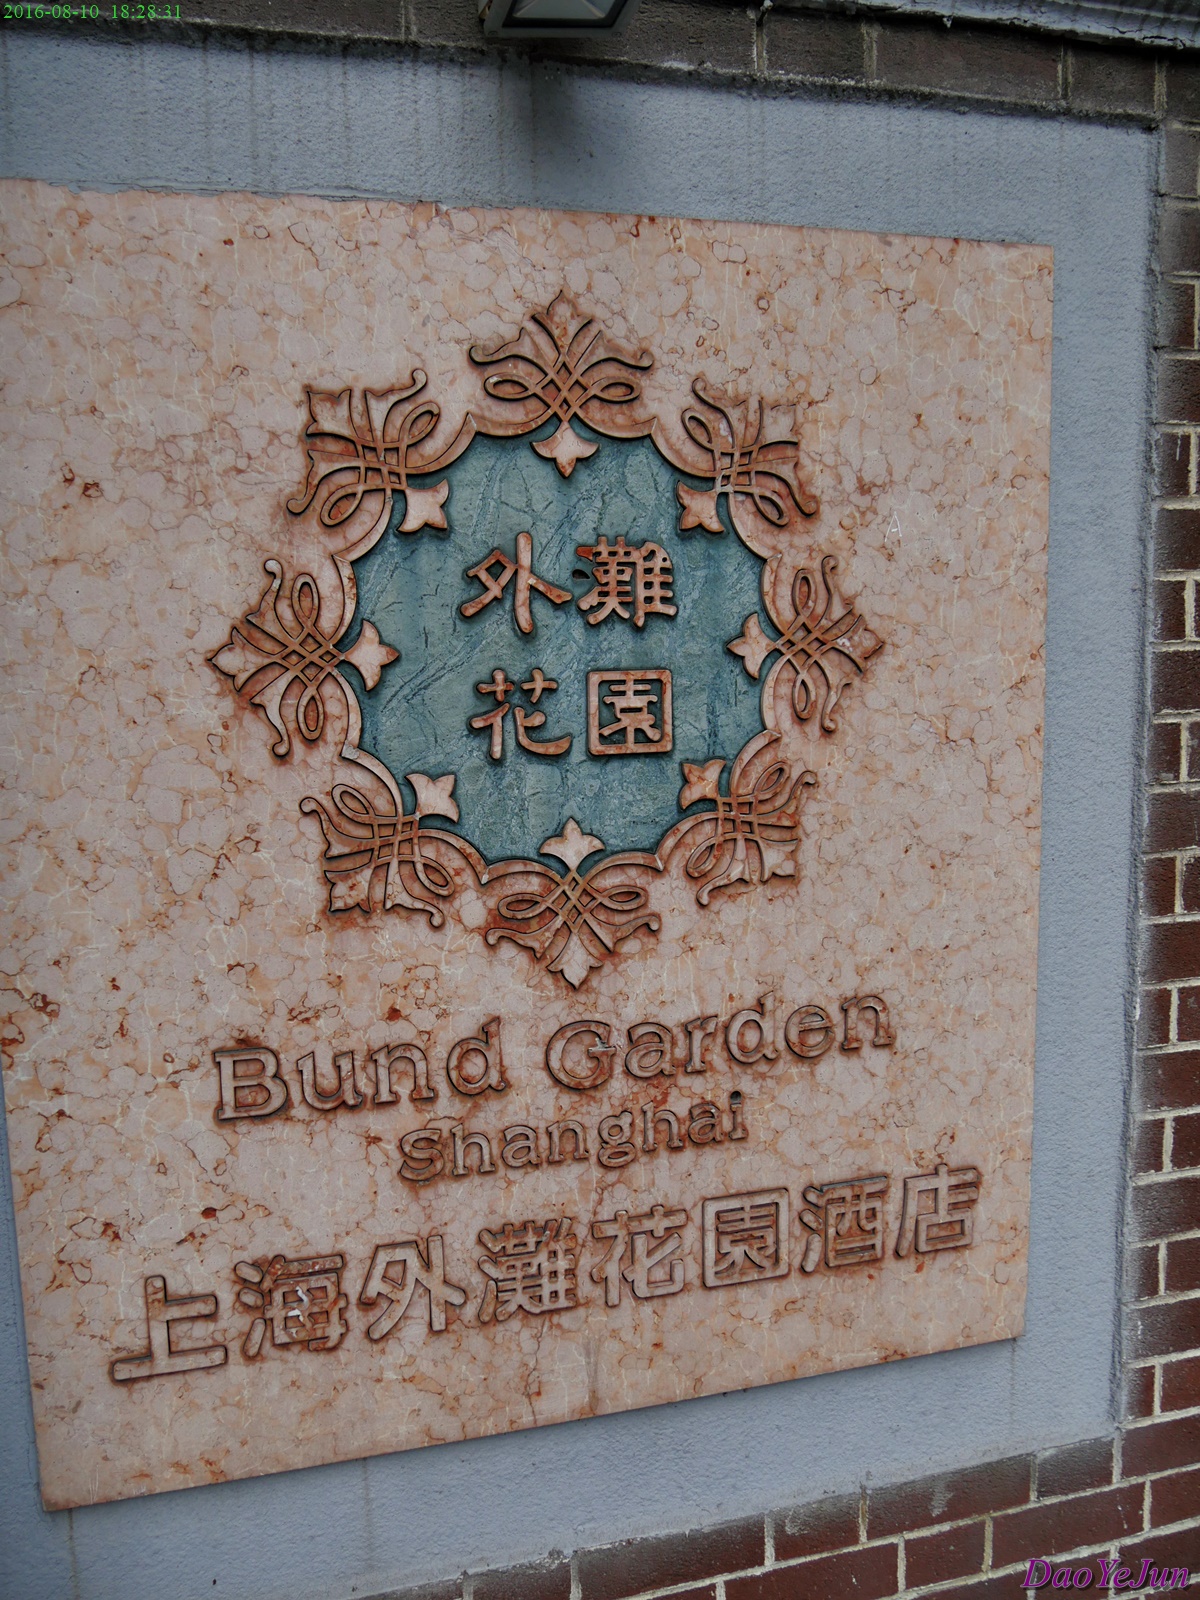 2016-08-10 18:28:31
外灘
花園
Bund Garden
Shanghai
上海外灘花園酒店
DaoYeJun